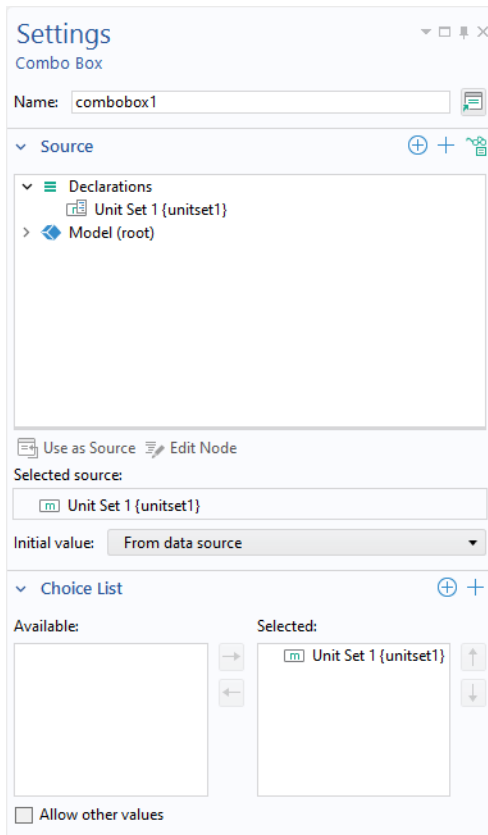 Settings
Combo Box
Name: combobox1
Source
Declarations
Unit Set 1 {unitset1}
Model (root)
Use as Source Edit Node
Selected source:
m Unit Set 1 {unitset1}
Initial value: From data source
Choice List
Available: Selected:
m Unit Set 1 {unitset1}
Allow other values